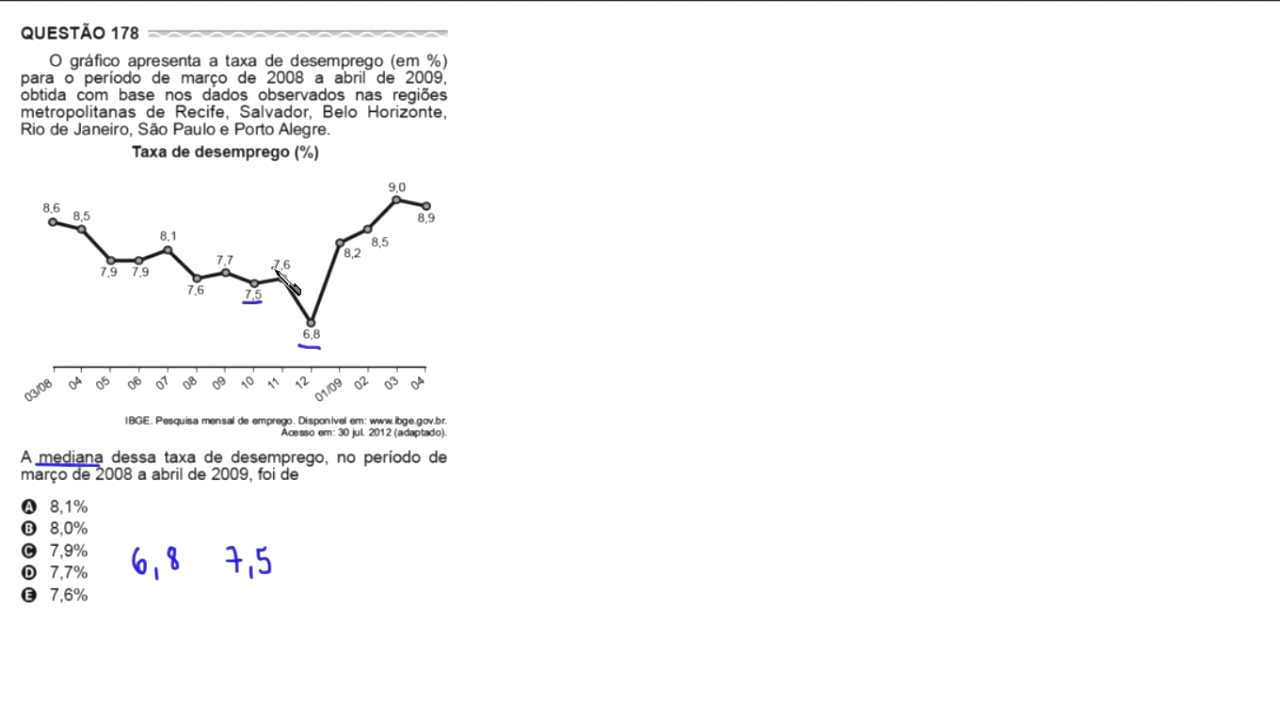 QUESTÃO 178
O gráfico apresenta a taxa de desemprego (em %)
para o período de março de 2008 a abril de 2009,
obtida com base nos dados observados nas regiões
metropolitanas de Recife, Salvador, Belo Horizonte,
Rio de Janeiro, São Paulo e Porto Alegre.
Taxa de desemprego (%)
9,0
8,6
8,5
8,9
8,1
8,5
7,7
8,2
7,9 7,9
7,6
7,6
7,5
6,8
03/08 04 05 06 07 08 09 10 11 12 01/09 02 03 04
IBGE. Pesquisa mensal de emprego. Disponível em: www.ibge.gov.br.
Acesso em: 30 jul. 2012 (adaptado).
A mediana dessa taxa de desemprego, no período de
março de 2008 a abril de 2009, foi de
A 8,1%
B 8,0%
C 7,9%
D 7,7%
E 7,6%
6,8 7,5